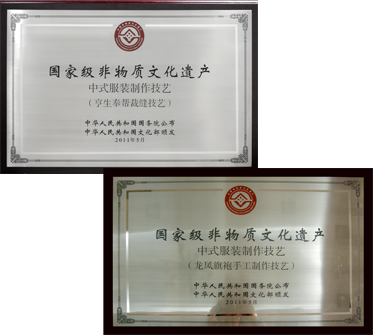 国家级非物质文化遗产
中式服装制作技艺
（亨生奉帮裁缝技艺）
中华人民共和国国务院公布
中华人民共和国文化部颁发
2011年5月
国家级非物质文化遗产
中式服装制作技艺
（龙凤旗袍手工制作技艺）
中华人民共和国国务院公布
中华人民共和国文化部颁发
2011年5月